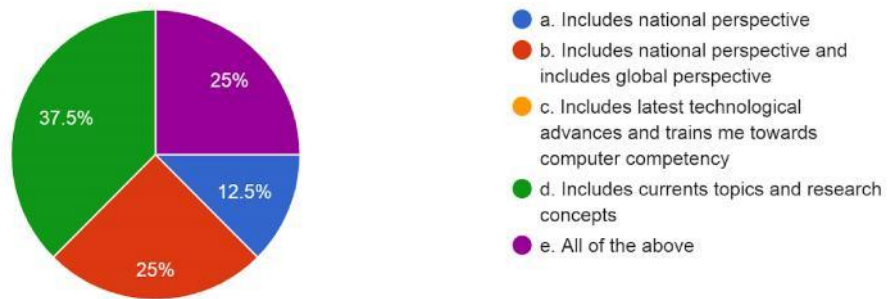 25%
37.5%
12.5%
25%
a. Includes national perspective
b. Includes national perspective and
includes global perspective
c. Includes latest technological
advances and trains me towards
computer competency
d. Includes currents topics and research
concepts
e. All of the above